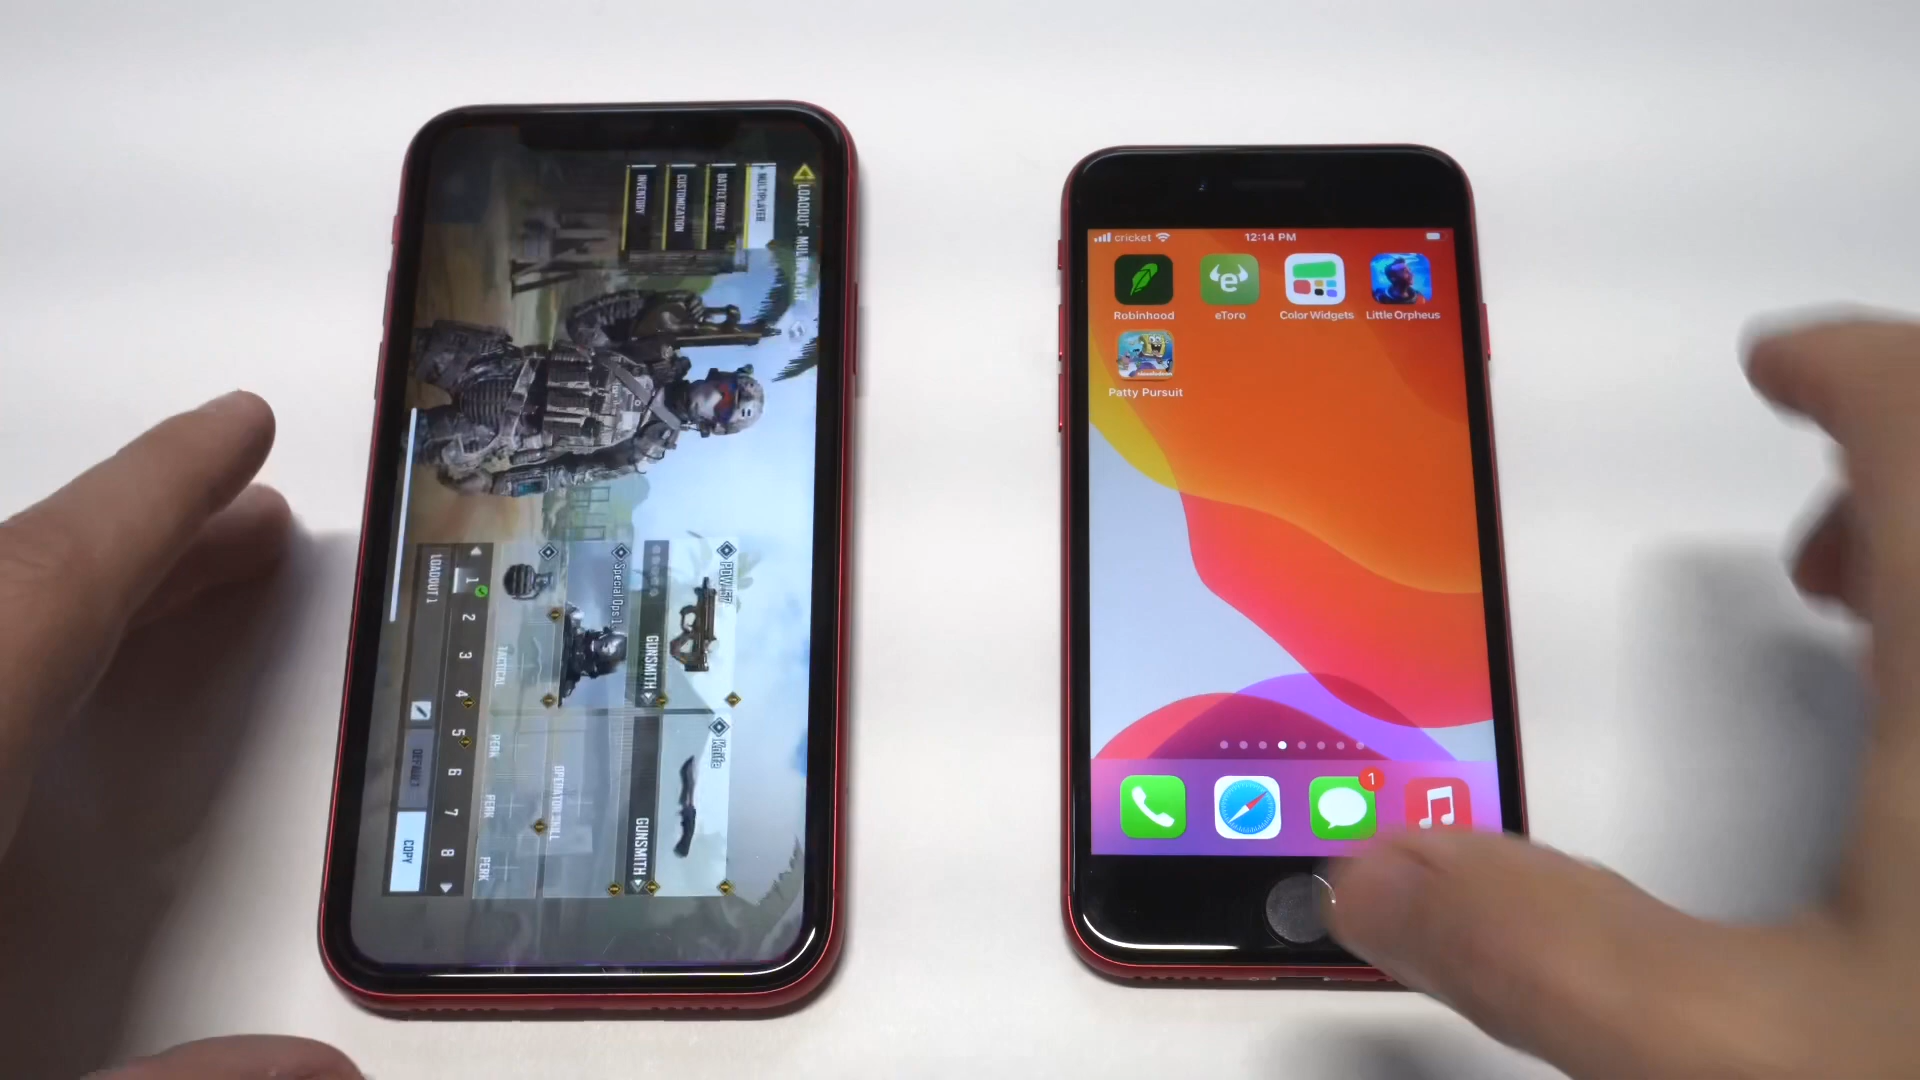 LOADOUT - MULTIPLAYER
MULTIPLAYER
BATTLE ROYALE
CUSTOMIZATION
INVENTORY
PDW-57
GUNSMITH
Knife
GUNSMITH
Special Ops 1
OPERATOR SKILL
TACTICAL
PERK
PERK
PERK
1 2 3 4 5 6 7 8
LOADOUT 1
DEFAULT
COPY
cricket
12:14 PM
Robinhood
eToro
Color Widgets
Little Orpheus
Patty Pursuit
1